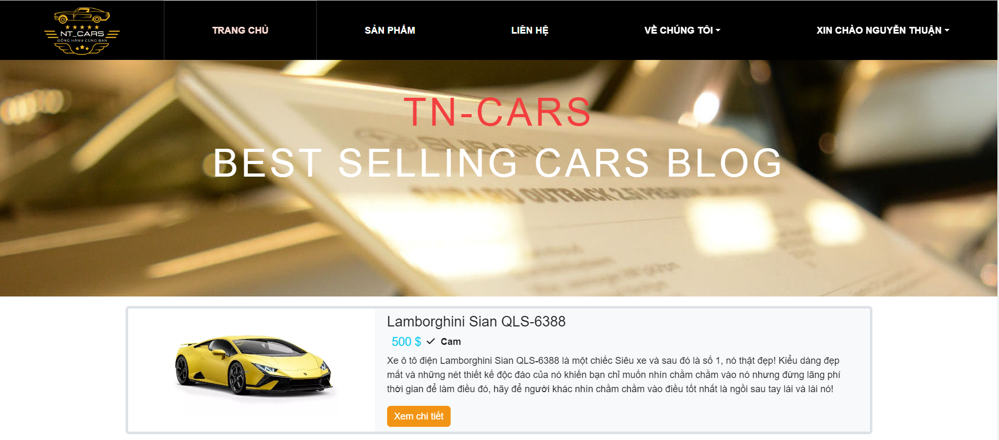 NT_CARS
ĐỒNG HÀNH CÙNG BẠN
TRANG CHỦ
SẢN PHẨM
LIÊN HỆ
VỀ CHÚNG TÔI
XIN CHÀO NGUYỄN THUẬN
TN-CARS
SUBARU
BEST SELLING CARS BLOG
OUTBACK 2.5I PREMIUM
Lamborghini Sian QLS-6388
500 $ ✓ Cam
Xe ô tô điện Lamborghini Sian QLS-6388 là một chiếc Siêu xe và sau đó là số 1, nó thật đẹp! Kiểu dáng đẹp
mắt và những nét thiết kế độc đáo của nó khiến bạn chỉ muốn nhìn chằm chằm vào nó nhưng đừng lãng phí
thời gian để làm điều đó, hãy để người khác nhìn chằm chằm vào điều tốt nhất là ngồi sau tay lái và lái nó!
Xem chi tiết